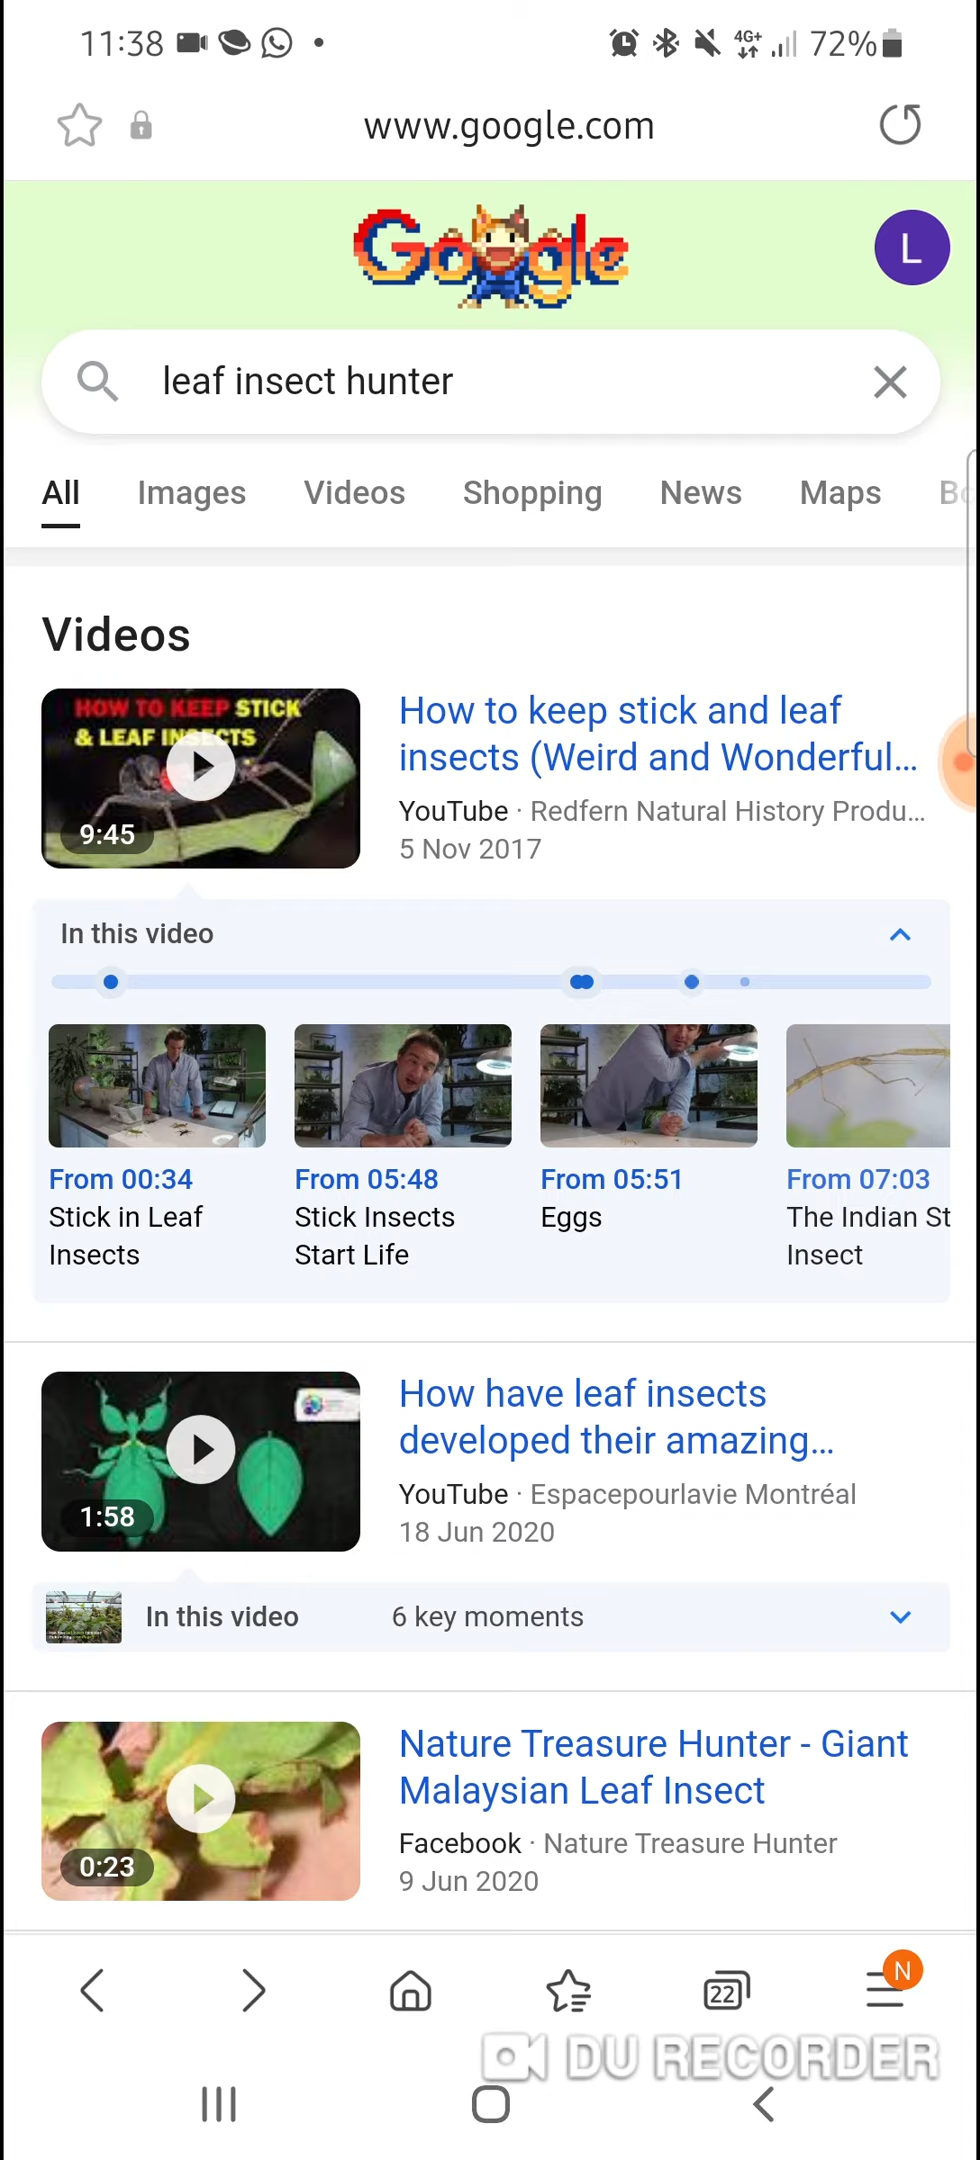 11:38
4G+
72%
www.google.com
Google
L
leaf insect hunter
All Images Videos Shopping News Maps
Videos
HOW TO KEEP STICK
& LEAF INSECTS
9:45
How to keep stick and leaf
insects (Weird and Wonderful...
YouTube · Redfern Natural History Produ...
5 Nov 2017
In this video
From 00:34
Stick in Leaf
Insects
From 05:48
Stick Insects
Start Life
From 05:51
Eggs
From 07:03
The Indian St
Insect
1:58
How have leaf insects
developed their amazing...
YouTube · Espacepourlavie Montréal
18 Jun 2020
In this video
6 key moments
0:23
Nature Treasure Hunter - Giant
Malaysian Leaf Insect
Facebook · Nature Treasure Hunter
9 Jun 2020
22
N
DU RECORDER